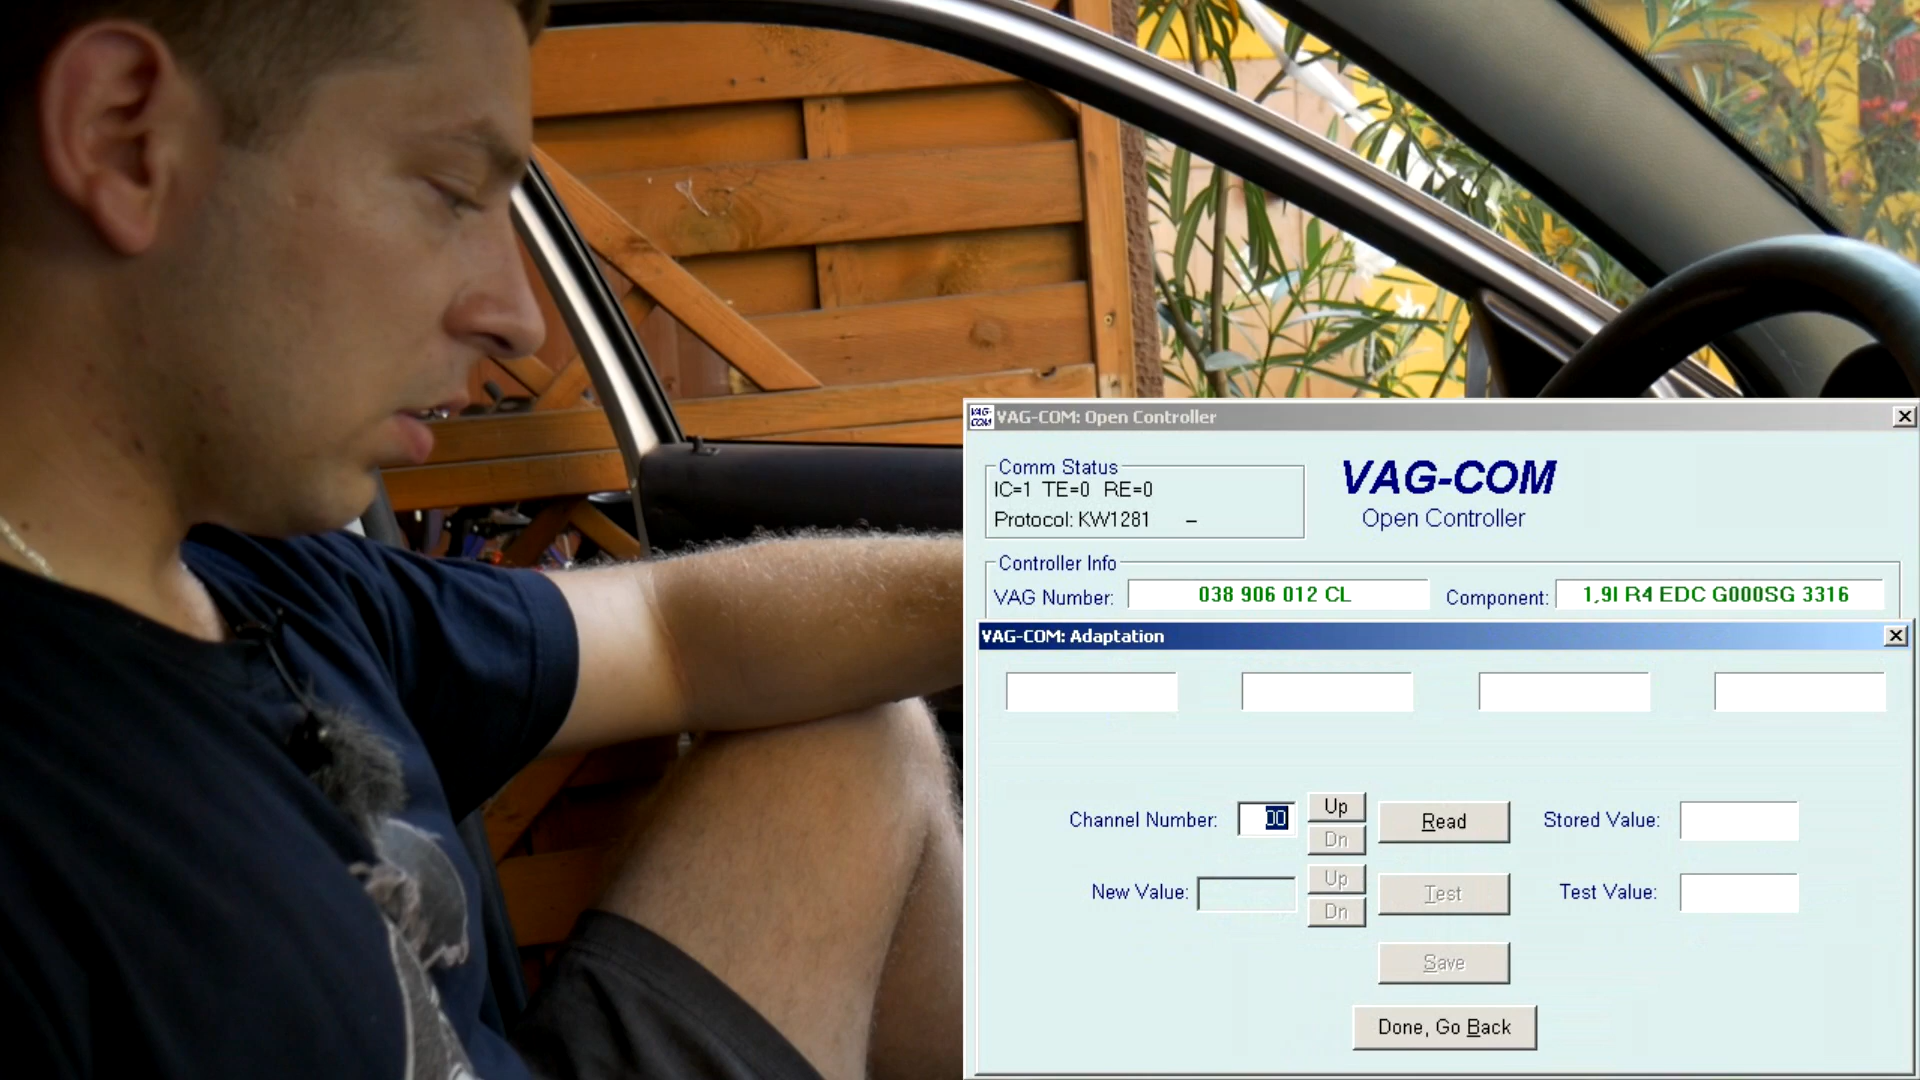 VAG-COM VAG-COM: Open Controller
Comm Status
IC=1 TE=0 RE=0
Protocol: KW1281 –
VAG-COM
Open Controller
Controller Info
VAG Number: 038 906 012 CL Component: 1,9l R4 EDC G000SG 3316
VAG-COM: Adaptation
Channel Number: 00 Up Dn Read Stored Value:
New Value: Up Dn Test Test Value:
Save
Done, Go Back